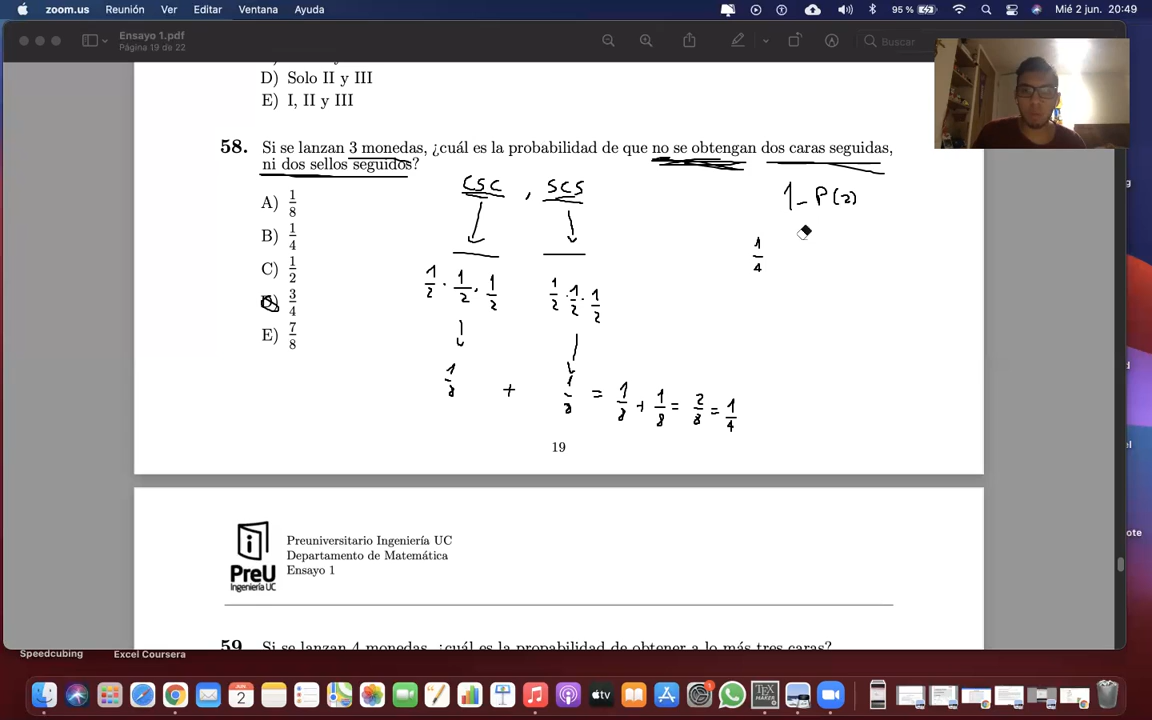 zoom.us Reunión Ver Editar Ventana Ayuda 95 % Mié 2 jun. 20:49
Ensayo 1.pdf
Página 19 de 22
Buscar
D) Solo II y III
E) I, II y III
58. Si se lanzan 3 monedas, ¿cuál es la probabilidad de que no se obtengan dos caras seguidas,
ni dos sellos seguidos?
CSC , SCS
1 - P(2)
A) 1/8
B) 1/4
C) 1/2
D) 3/4
E) 7/8
1/4
1/2 · 1/2 · 1/2
1/2 · 1/2 · 1/2
1/8 + 1/8 = 1/8 + 1/8 = 2/8 = 1/4
19
PreU
Ingeniería UC
Preuniversitario Ingeniería UC
Departamento de Matemática
Ensayo 1
59. Si se lanzan 4 monedas, ¿cuál es la propabilidad de obtener a lo más tres caras?
Speedcubing
Excel Coursera